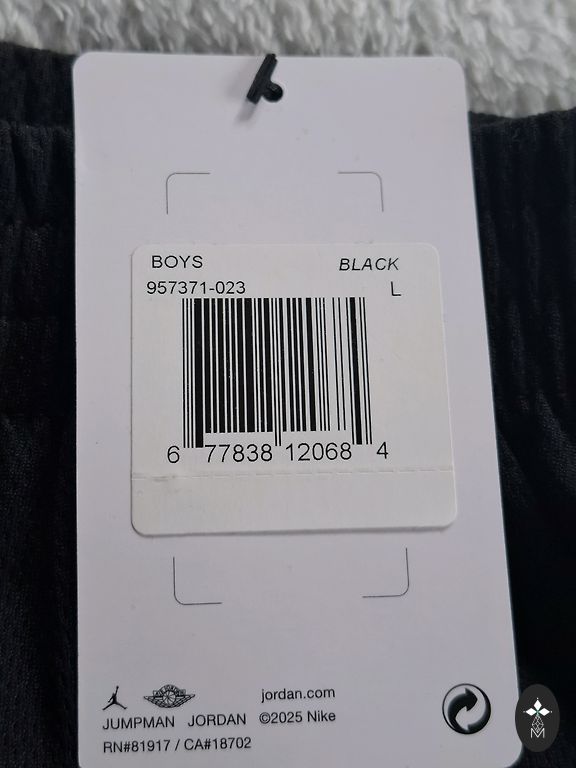 BOYS BLACK
957371-023 L
6 77838 12068 4
jordan.com
JUMPMAN JORDAN ©2025 Nike
RN#81917 / CA#18702
M